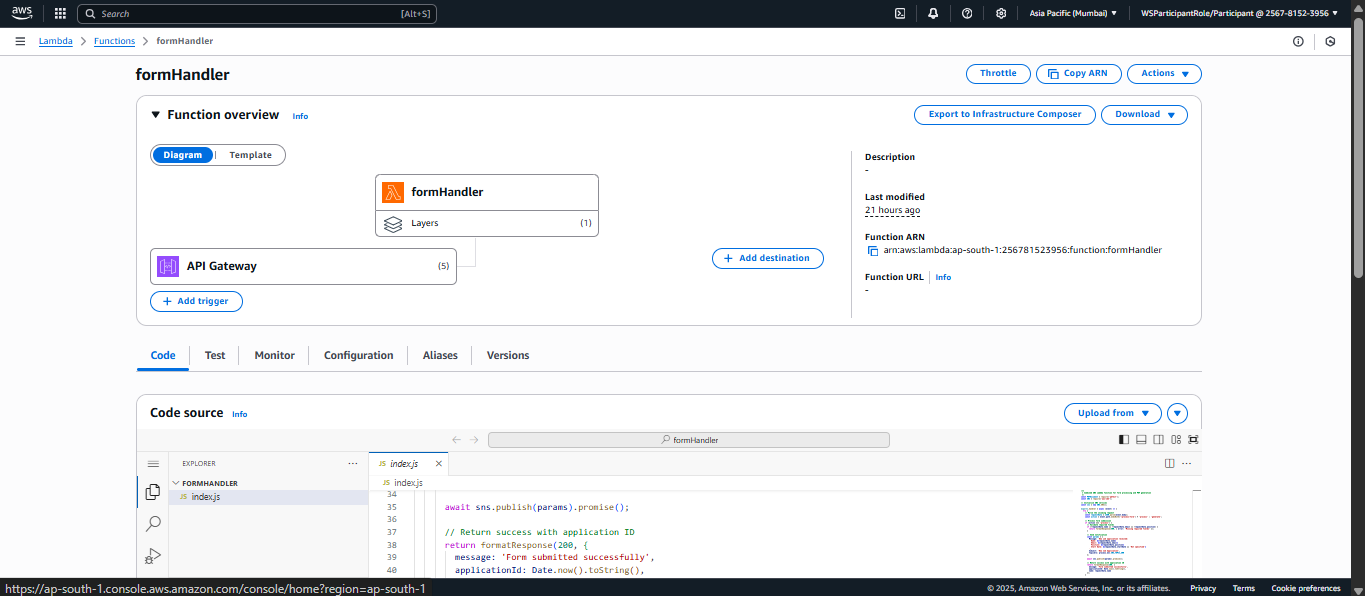 aws Search [Alt+S] Asia Pacific (Mumbai) ▼ WSParticipantRole/Participant @ 2567-8152-3956 ▼
Lambda > Functions > formHandler
formHandler
Throttle Copy ARN Actions ▼
▼ Function overview Info
Export to Infrastructure Composer Download ▼
Diagram | Template
formHandler
Layers (1)
API Gateway (5)
+ Add trigger
+ Add destination
Description
-
Last modified
21 hours ago
Function ARN
arn:aws:lambda:ap-south-1:256781523956:function:formHandler
Function URL | Info
-
Code Test Monitor Configuration Aliases Versions
Code source Info
Upload from ▼
formHandler
EXPLORER ...
FORMHANDLER
JS index.js
JS index.js ×
JS index.js
34
35 await sns.publish(params).promise();
36
37 // Return success with application ID
38 return formatResponse(200, {
39 message: 'Form submitted successfully',
40 applicationId: Date.now().toString(),
https://ap-south-1.console.aws.amazon.com/console/home?region=ap-south-1
© 2025, Amazon Web Services, Inc. or its affiliates. Privacy Terms Cookie preferences